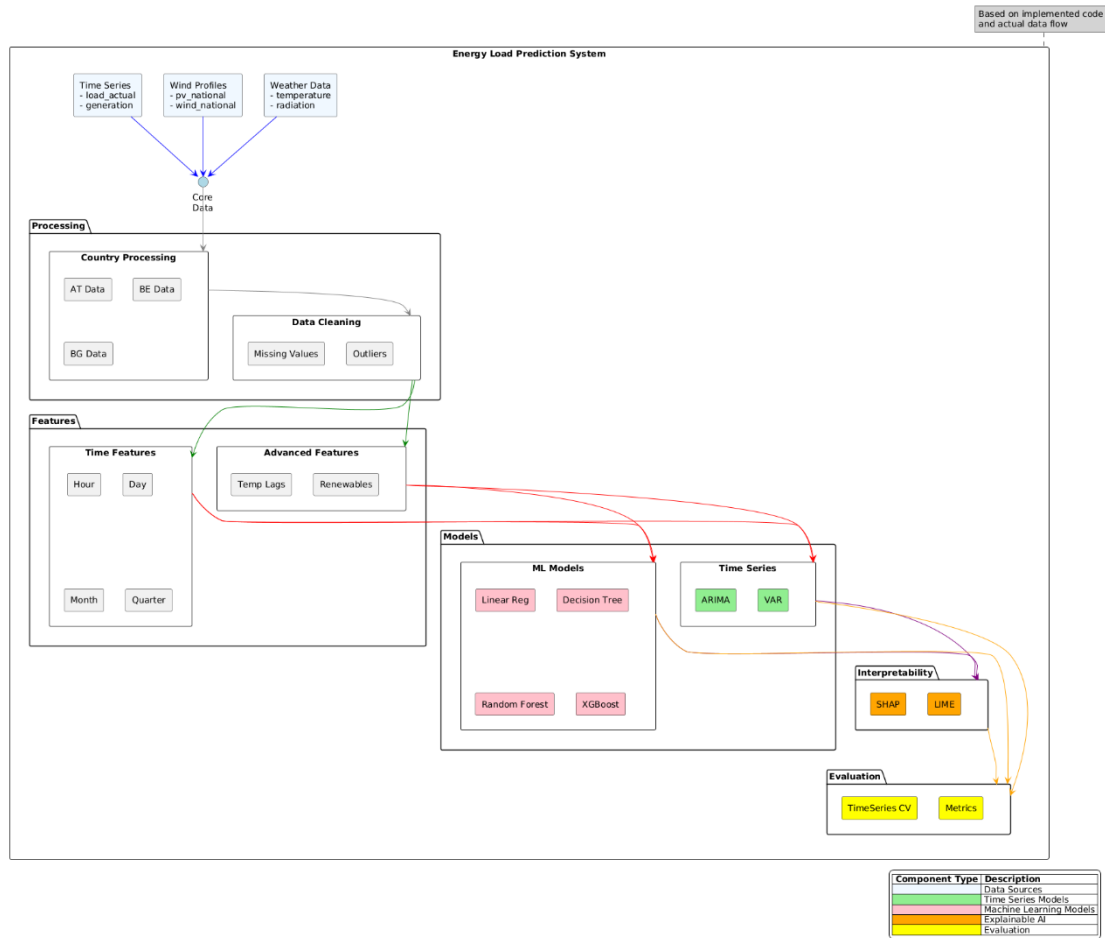 Based on implemented code
and actual data flow
Energy Load Prediction System
Time Series
- load_actual
- generation
Wind Profiles
- pv_national
- wind_national
Weather Data
- temperature
- radiation
Core
Data
Processing
Country Processing
AT Data
BE Data
BG Data
Data Cleaning
Missing Values
Outliers
Features
Time Features
Hour
Day
Month
Quarter
Advanced Features
Temp Lags
Renewables
Models
ML Models
Linear Reg
Decision Tree
Random Forest
XGBoost
Time Series
ARIMA
VAR
Interpretability
SHAP
LIME
Evaluation
TimeSeries CV
Metrics
Component Type Description
Data Sources
Time Series Models
Machine Learning Models
Explainable AI
Evaluation